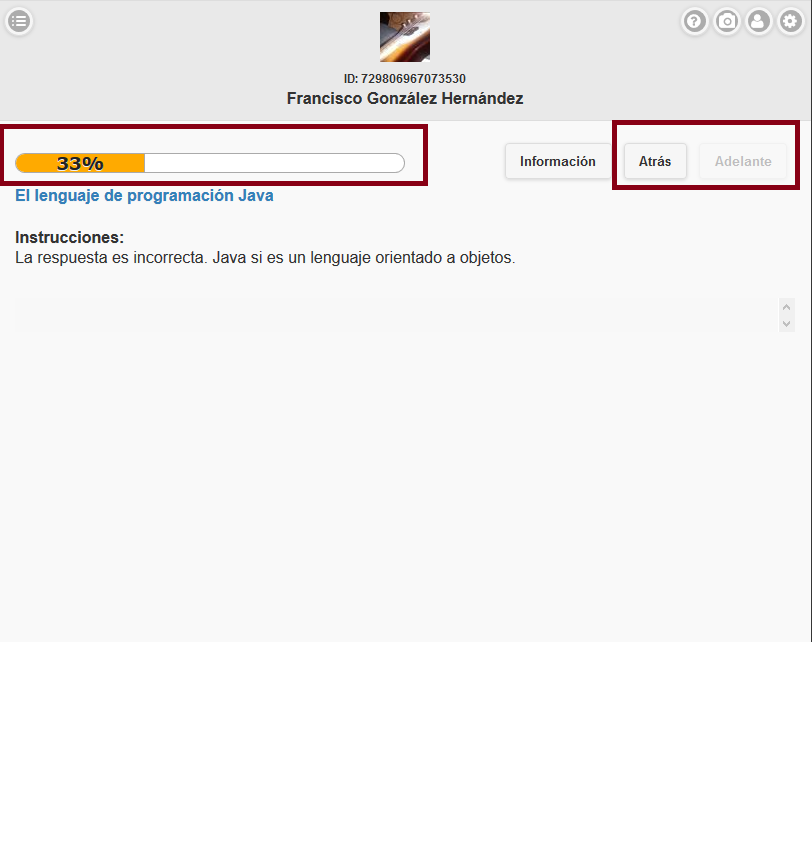 ID: 729806967073530
Francisco González Hernández
33%
Información Atrás Adelante
El lenguaje de programación Java
Instrucciones:
La respuesta es incorrecta. Java si es un lenguaje orientado a objetos.